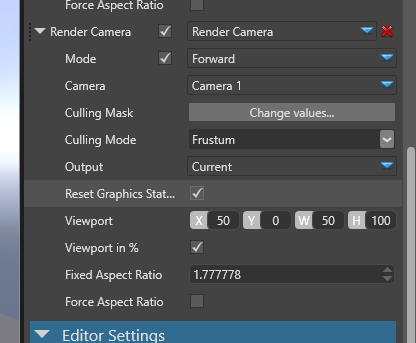 Force Aspect Ratio
Render Camera Render Camera
Mode Forward
Camera Camera 1
Culling Mask Change values...
Culling Mode Frustum
Output Current
Reset Graphics Stat...
Viewport X 50 Y 0 W 50 H 100
Viewport in %
Fixed Aspect Ratio 1.777778
Force Aspect Ratio
Editor Settings